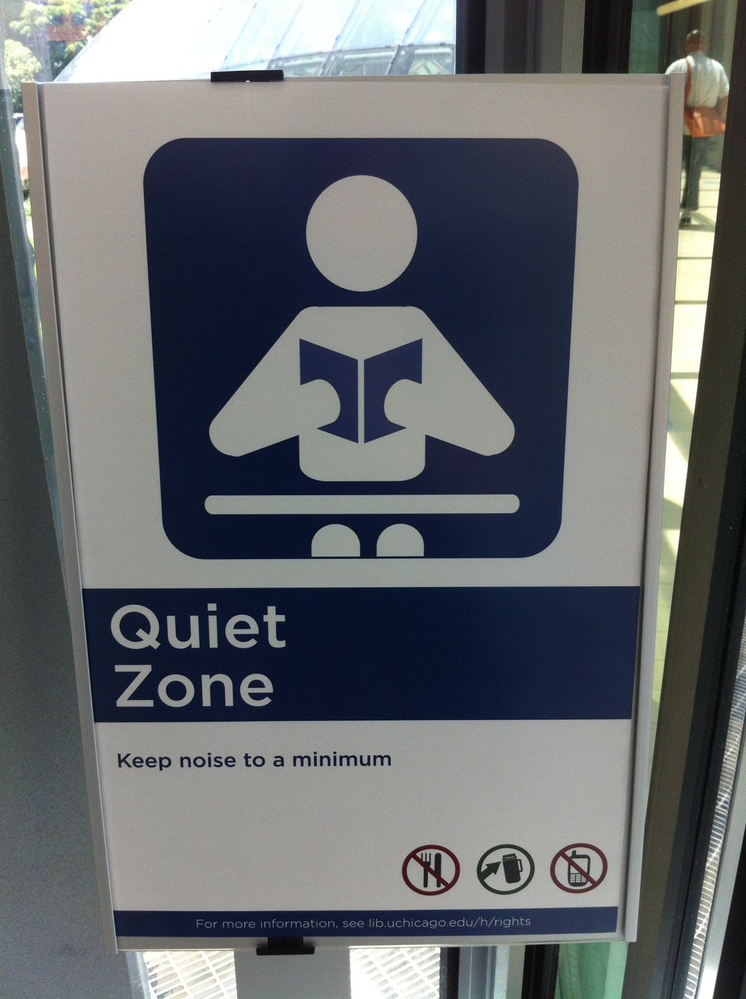 Quiet
Zone
Keep noise to a minimum
For more information, see lib.uchicago.edu/h/rights